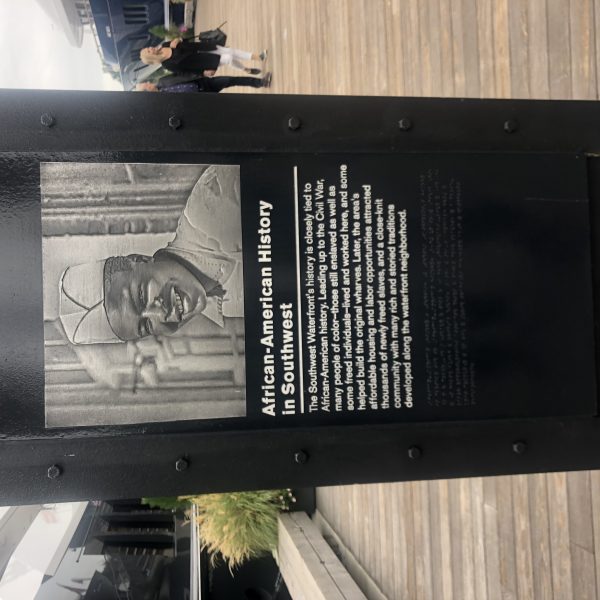 African-American History
in Southwest
The Southwest Waterfront's history is closely tied to
African-American history. Leading up to the Civil War,
many people of color–those still enslaved as well as
some freed individuals–lived and worked here, and some
helped build the original wharves. Later, the area's
affordable housing and labor opportunities attracted
thousands of newly freed slaves, and a close-knit
community with many rich and storied traditions
developed along the waterfront neighborhood.